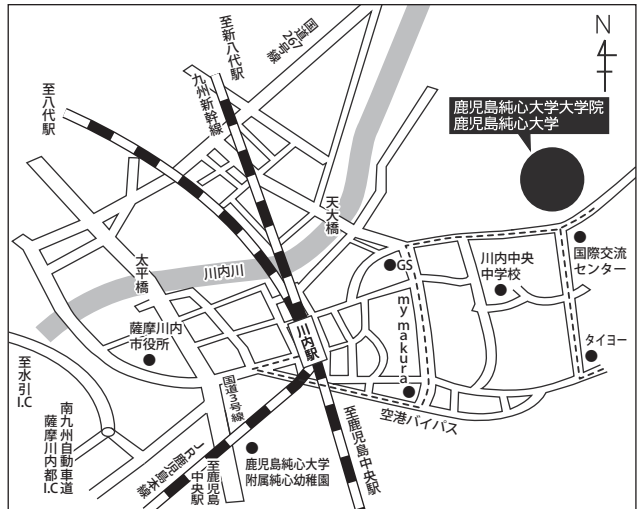 至新八代駅
国道
267
号線
N
九州新幹線
至八代駅
鹿児島純心大学大学院
鹿児島純心大学
天大橋
国際交流
センター
川内中央
中学校
GS
太平橋
川内川
my makura
薩摩川内
市役所
川内駅
タイヨー
至水引
I.C
国道3号線
空港バイパス
南九州自動車道
薩摩川内都I.C
至鹿児島中央駅
JR鹿児島本線
至鹿児島
中央駅
鹿児島純心大学
附属純心幼稚園